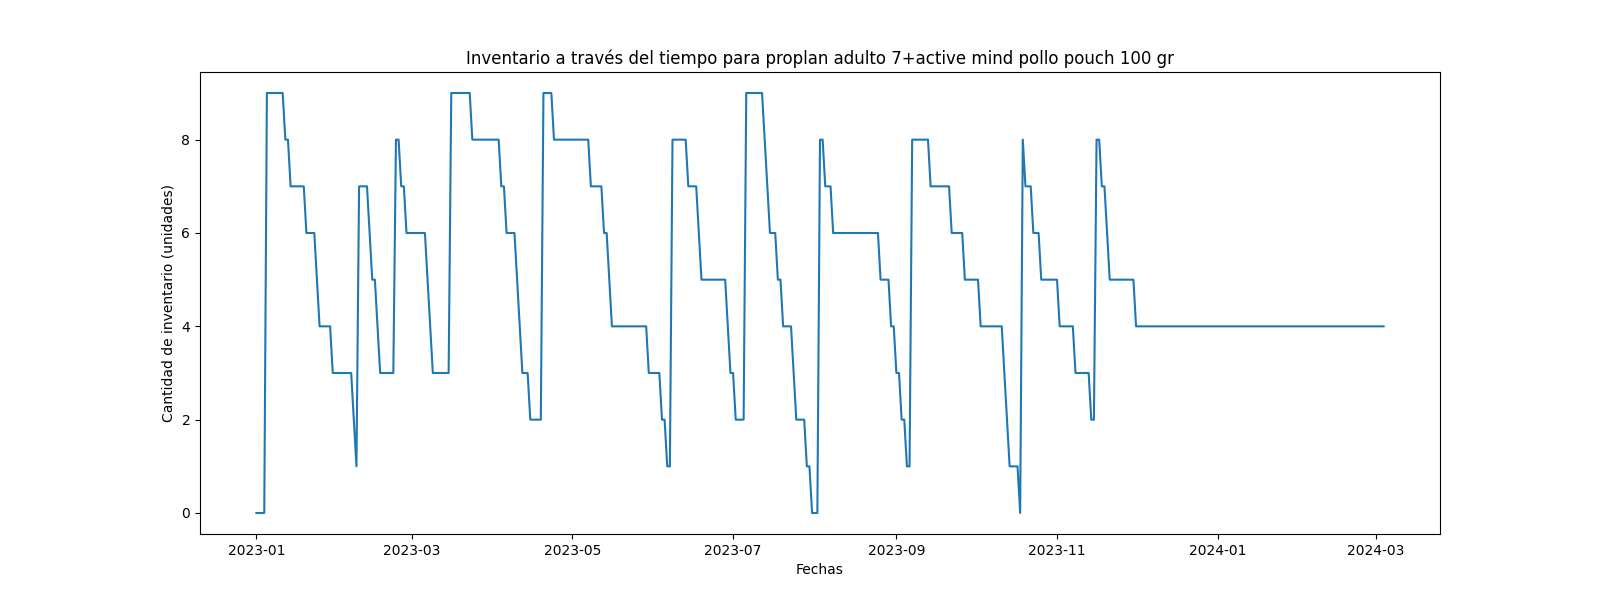 Inventario a través del tiempo para proplan adulto 7+active mind pollo pouch 100 gr
Cantidad de inventario (unidades)
8
6
4
2
0
2023-01 2023-03 2023-05 2023-07 2023-09 2023-11 2024-01 2024-03
Fechas